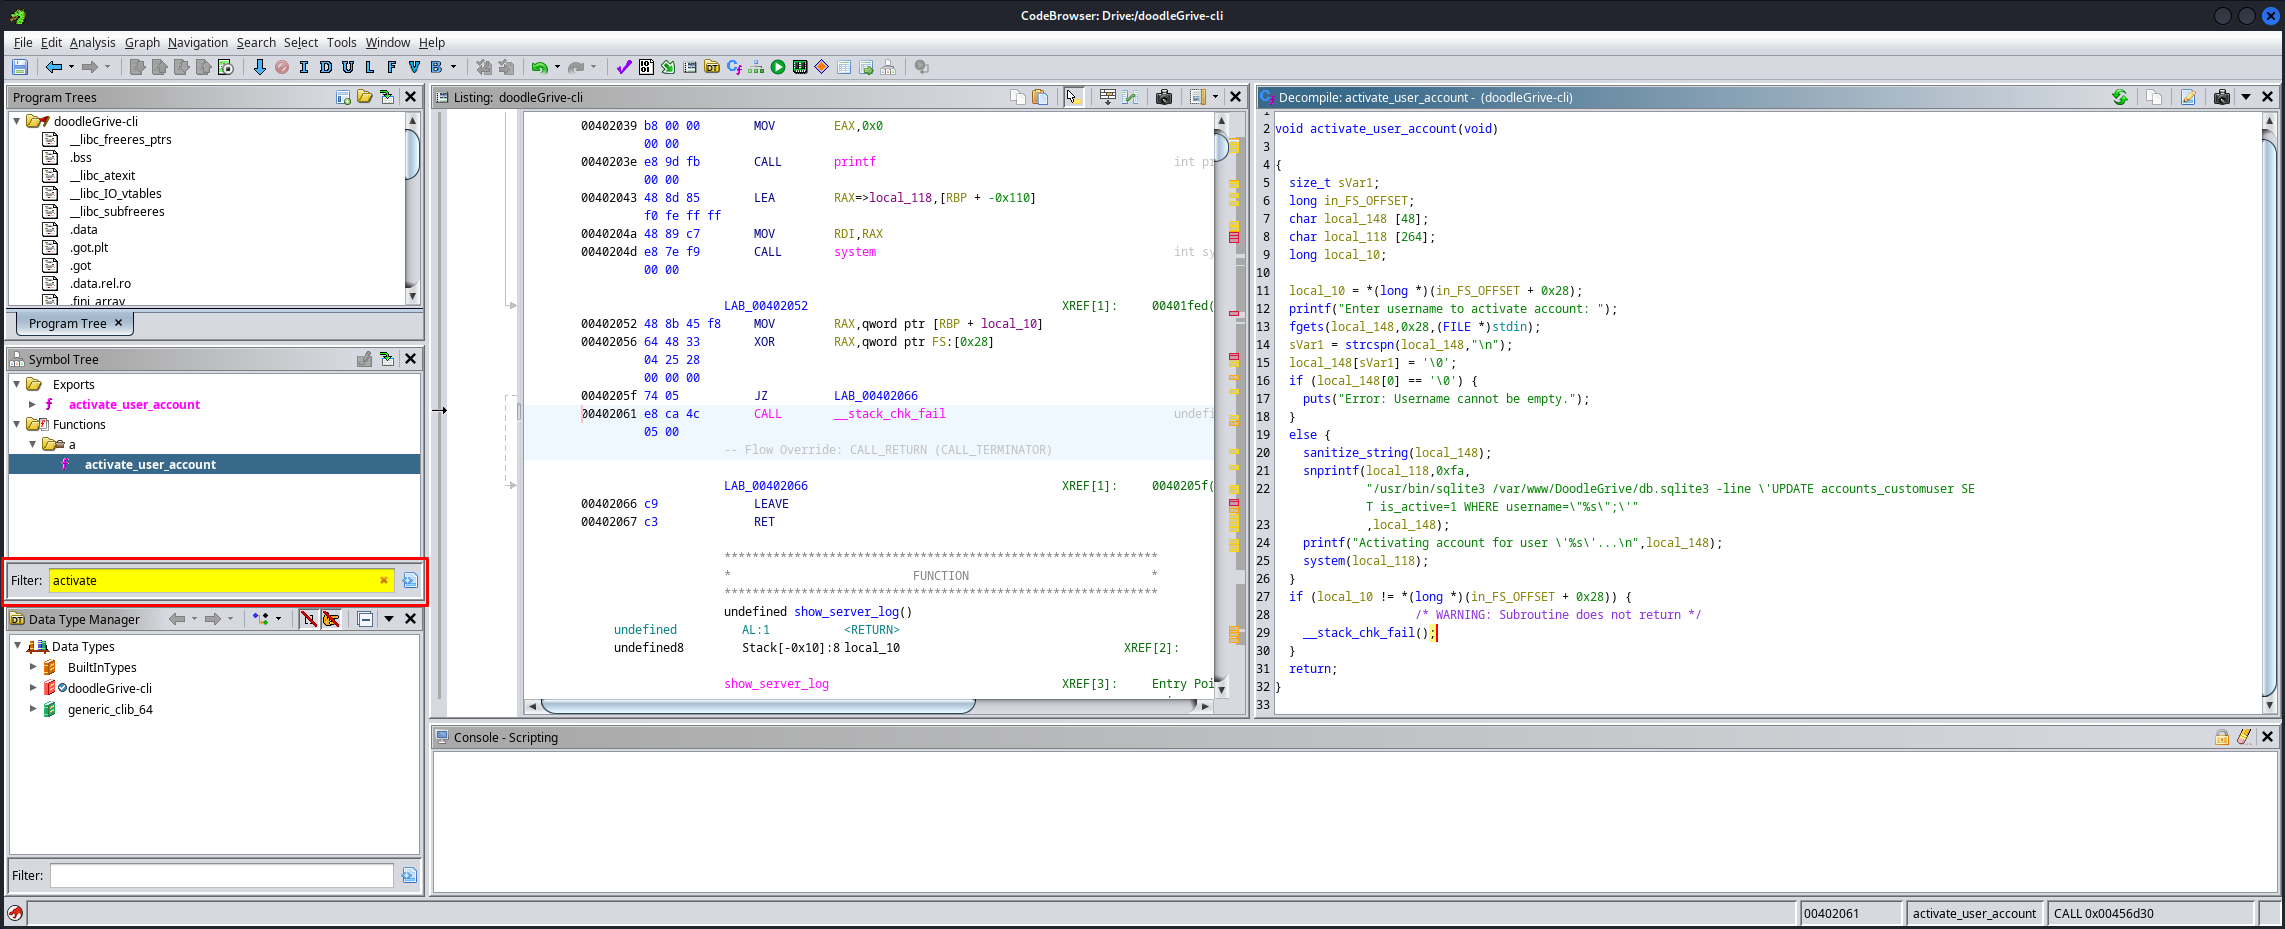 CodeBrowser: Drive:/doodleGrive-cli
File Edit Analysis Graph Navigation Search Select Tools Window Help
I D U L F V B
Program Trees
doodleGrive-cli
__libc_freeres_ptrs
.bss
__libc_atexit
__libc_IO_vtables
__libc_subfreeres
.data
.got.plt
.got
.data.rel.ro
.fini_array
Program Tree ×
Symbol Tree
Exports
f activate_user_account
Functions
a
f activate_user_account
Filter: activate
Data Type Manager
Data Types
BuiltInTypes
doodleGrive-cli
generic_clib_64
Filter:
Listing: doodleGrive-cli
00402039 b8 00 00 MOV EAX,0x0
00 00
0040203e e8 9d fb CALL printf int pr
00 00
00402043 48 8d 85 LEA RAX=>local_118,[RBP + -0x110]
f0 fe ff ff
0040204a 48 89 c7 MOV RDI,RAX
0040204d e8 7e f9 CALL system int sy
00 00
LAB_00402052 XREF[1]: 00401fed(
00402052 48 8b 45 f8 MOV RAX,qword ptr [RBP + local_10]
00402056 64 48 33 XOR RAX,qword ptr FS:[0x28]
04 25 28
00 00 00
0040205f 74 05 JZ LAB_00402066
00402061 e8 ca 4c CALL __stack_chk_fail undefi
05 00
-- Flow Override: CALL_RETURN (CALL_TERMINATOR)
LAB_00402066 XREF[1]: 0040205f(
00402066 c9 LEAVE
00402067 c3 RET
**************************************************************
* FUNCTION *
**************************************************************
undefined show_server_log()
undefined AL:1 <RETURN>
undefined8 Stack[-0x10]:8 local_10 XREF[2]:
show_server_log XREF[3]: Entry Poi
Decompile: activate_user_account - (doodleGrive-cli)
1
2 void activate_user_account(void)
3
4 {
5 size_t sVar1;
6 long in_FS_OFFSET;
7 char local_148 [48];
8 char local_118 [264];
9 long local_10;
10
11 local_10 = *(long *)(in_FS_OFFSET + 0x28);
12 printf("Enter username to activate account: ");
13 fgets(local_148,0x28,(FILE *)stdin);
14 sVar1 = strcspn(local_148,"\n");
15 local_148[sVar1] = '\0';
16 if (local_148[0] == '\0') {
17 puts("Error: Username cannot be empty.");
18 }
19 else {
20 sanitize_string(local_148);
21 snprintf(local_118,0xfa,
22 "/usr/bin/sqlite3 /var/www/DoodleGrive/db.sqlite3 -line \'UPDATE accounts_customuser SE
T is_active=1 WHERE username=\"%s\";\'"
23 ,local_148);
24 printf("Activating account for user \'%s\'...\n",local_148);
25 system(local_118);
26 }
27 if (local_10 != *(long *)(in_FS_OFFSET + 0x28)) {
28 /* WARNING: Subroutine does not return */
29 __stack_chk_fail();
30 }
31 return;
32 }
33
Console - Scripting
00402061 activate_user_account CALL 0x00456d30